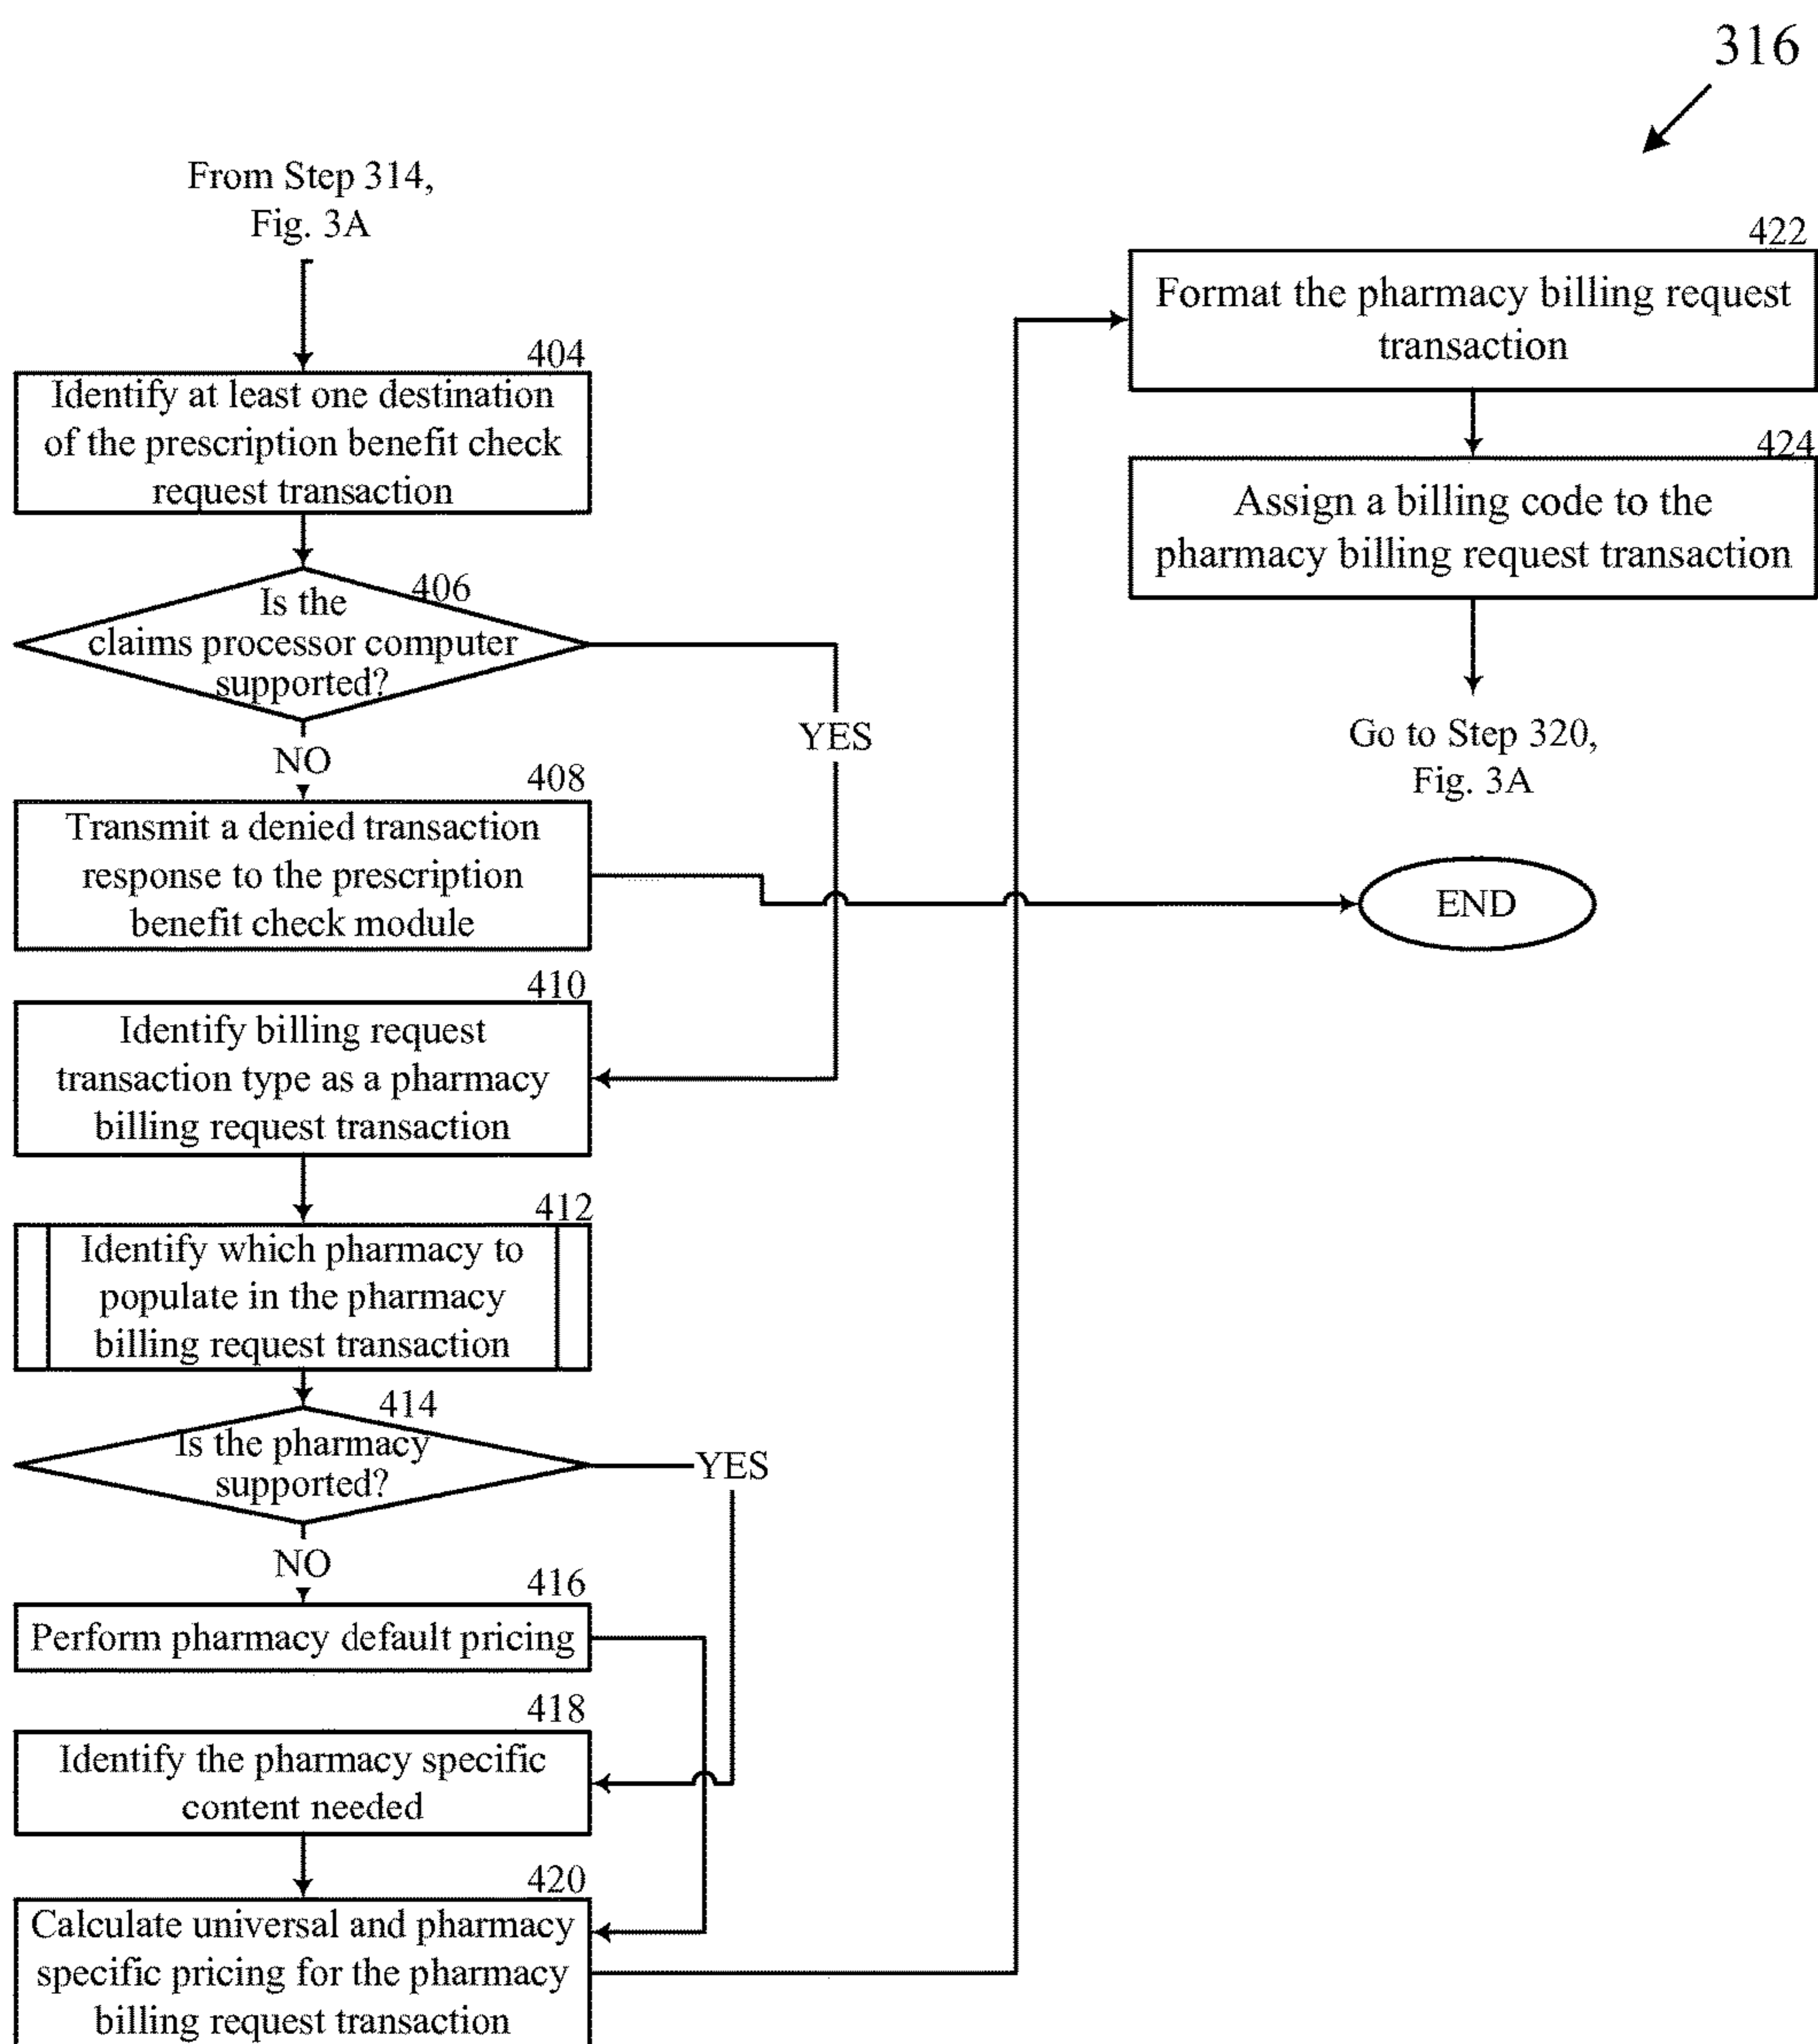 316
From Step 314,
Fig. 3A
404
Identify at least one destination
of the prescription benefit check
request transaction
406
Is the
claims processor computer
supported?
YES
NO
408
Transmit a denied transaction
response to the prescription
benefit check module
410
Identify billing request
transaction type as a pharmacy
billing request transaction
412
Identify which pharmacy to
populate in the pharmacy
billing request transaction
414
Is the pharmacy
supported?
YES
NO
416
Perform pharmacy default pricing
418
Identify the pharmacy specific
content needed
420
Calculate universal and pharmacy
specific pricing for the pharmacy
billing request transaction
422
Format the pharmacy billing request
transaction
424
Assign a billing code to the
pharmacy billing request transaction
Go to Step 320,
Fig. 3A
END